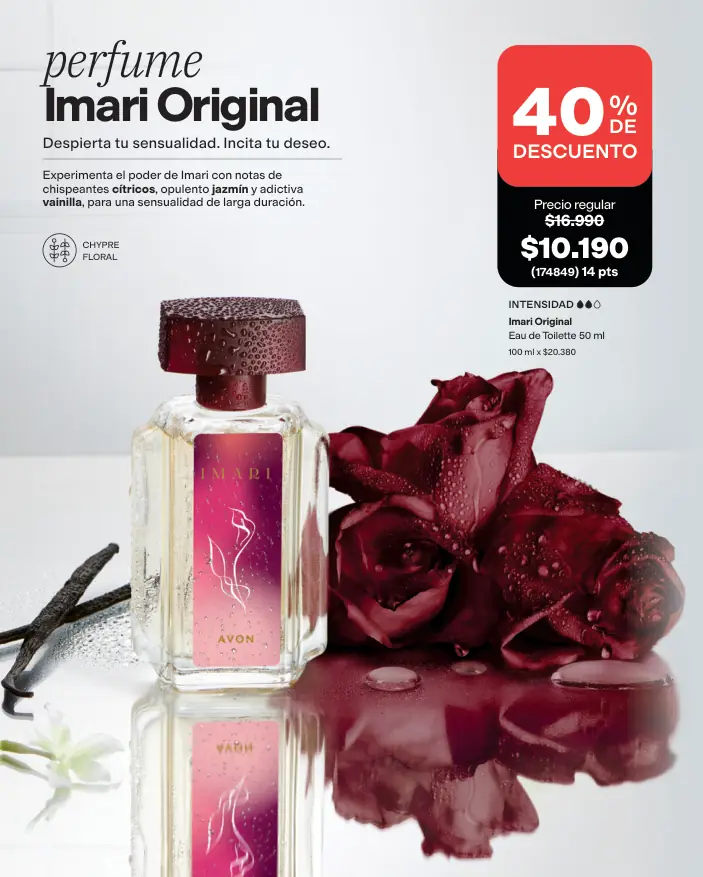 perfume
Imari Original
Despierta tu sensualidad. Incita tu deseo.
Experimenta el poder de Imari con notas de
chispeantes cítricos, opulento jazmín y adictiva
vainilla, para una sensualidad de larga duración.
CHYPRE
FLORAL
40%
DE
DESCUENTO
Precio regular
$16.990
$10.190
(174849) 14 pts
INTENSIDAD
Imari Original
Eau de Toilette 50 ml
100 ml x $20.380
IMARI
AVON
AVON